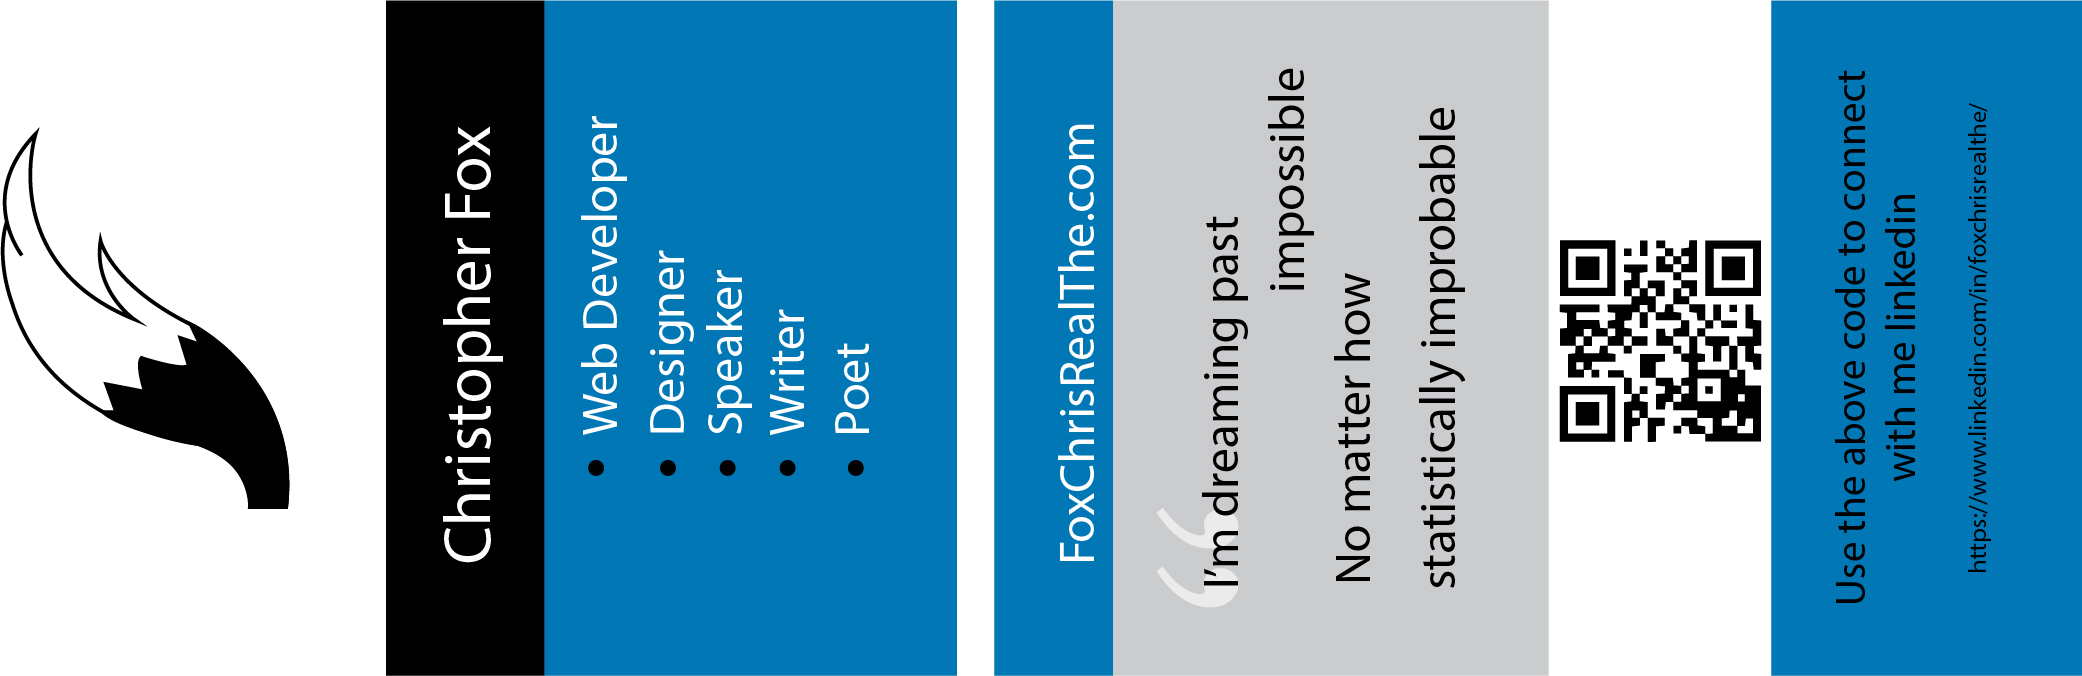 Christopher Fox
• Web Developer
• Designer
• Speaker
• Writer
• Poet
FoxChrisRealThe.com
“
I’m dreaming past
impossible
No matter how
statistically improbable
Use the above code to connect
with me linkedin
https://www.linkedin.com/in/foxchrisrealthe/